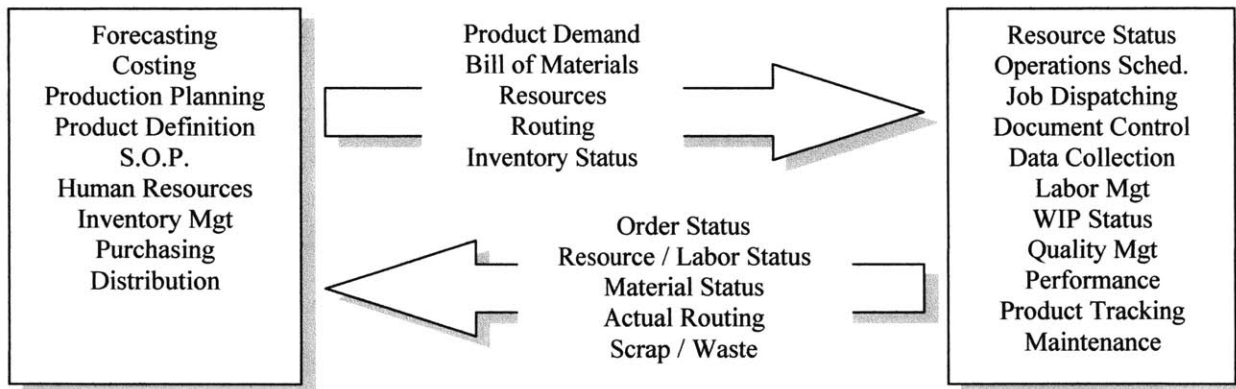 Forecasting
Costing
Production Planning
Product Definition
S.O.P.
Human Resources
Inventory Mgt
Purchasing
Distribution
Product Demand
Bill of Materials
Resources
Routing
Inventory Status
Order Status
Resource / Labor Status
Material Status
Actual Routing
Scrap / Waste
Resource Status
Operations Sched.
Job Dispatching
Document Control
Data Collection
Labor Mgt
WIP Status
Quality Mgt
Performance
Product Tracking
Maintenance